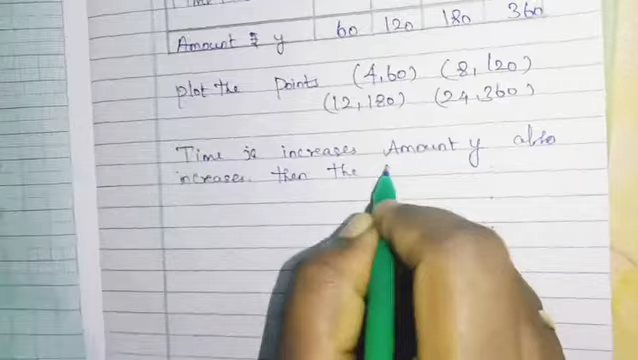 Amount ₹ y 60 120 180 360
plot the points (4,60) (8,120)
(12,180) (24,360)
Time is increases Amount y also
increases. then the